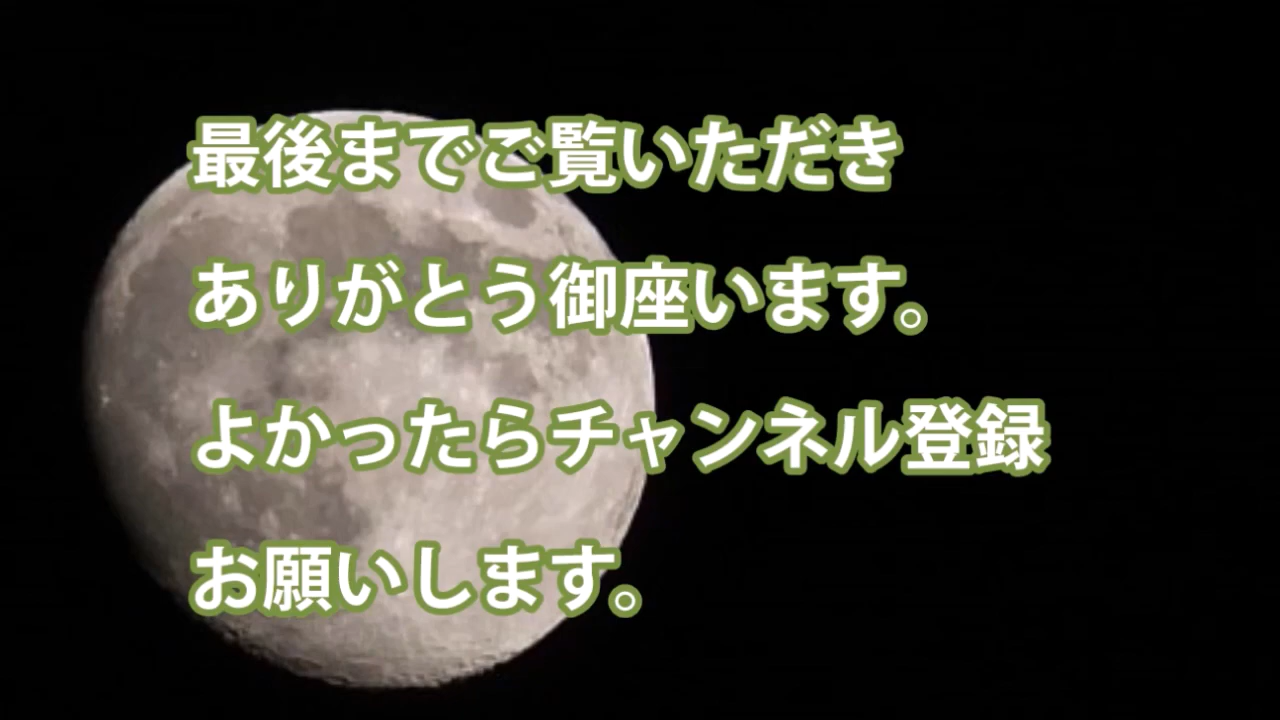 最後までご覧いただき
ありがとう御座います。
よかったらチャンネル登録
お願いします。